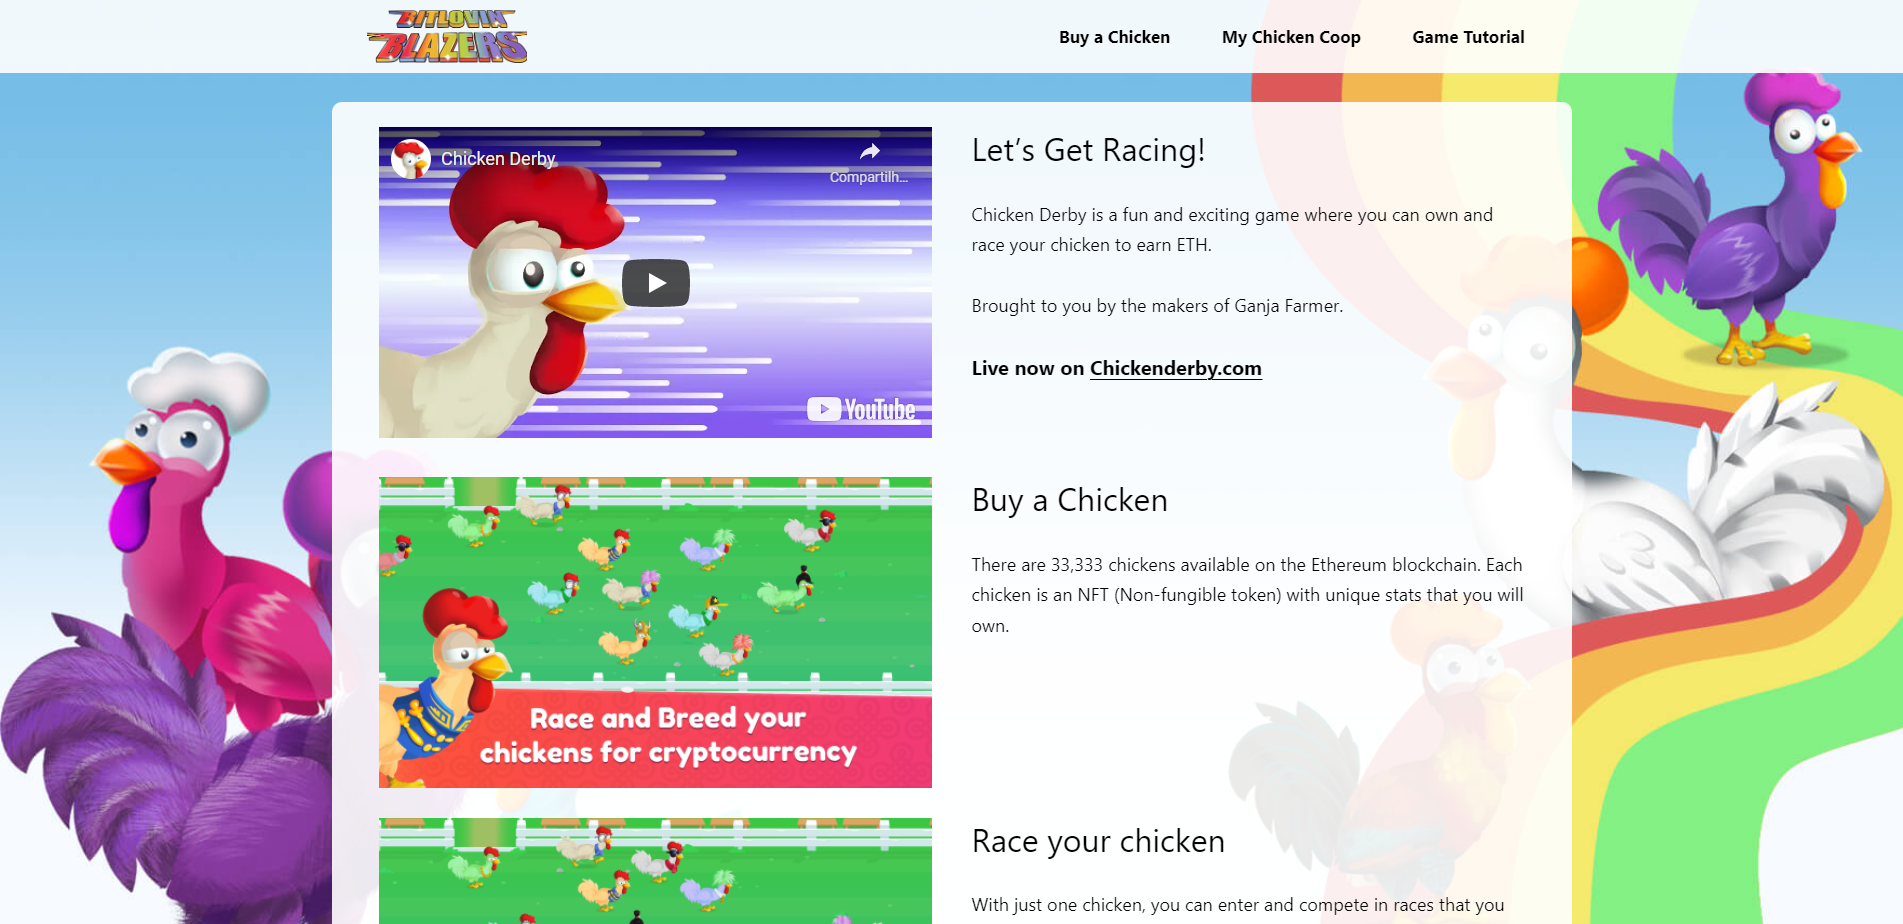 BITLOVIN
BLAZERS
Buy a Chicken
My Chicken Coop
Game Tutorial
Chicken Derby
Compartilh...
YouTube
Let’s Get Racing!
Chicken Derby is a fun and exciting game where you can own and
race your chicken to earn ETH.
Brought to you by the makers of Ganja Farmer.
Live now on Chickenderby.com
Race and Breed your
chickens for cryptocurrency
Buy a Chicken
There are 33,333 chickens available on the Ethereum blockchain. Each
chicken is an NFT (Non-fungible token) with unique stats that you will
own.
Race your chicken
With just one chicken, you can enter and compete in races that you